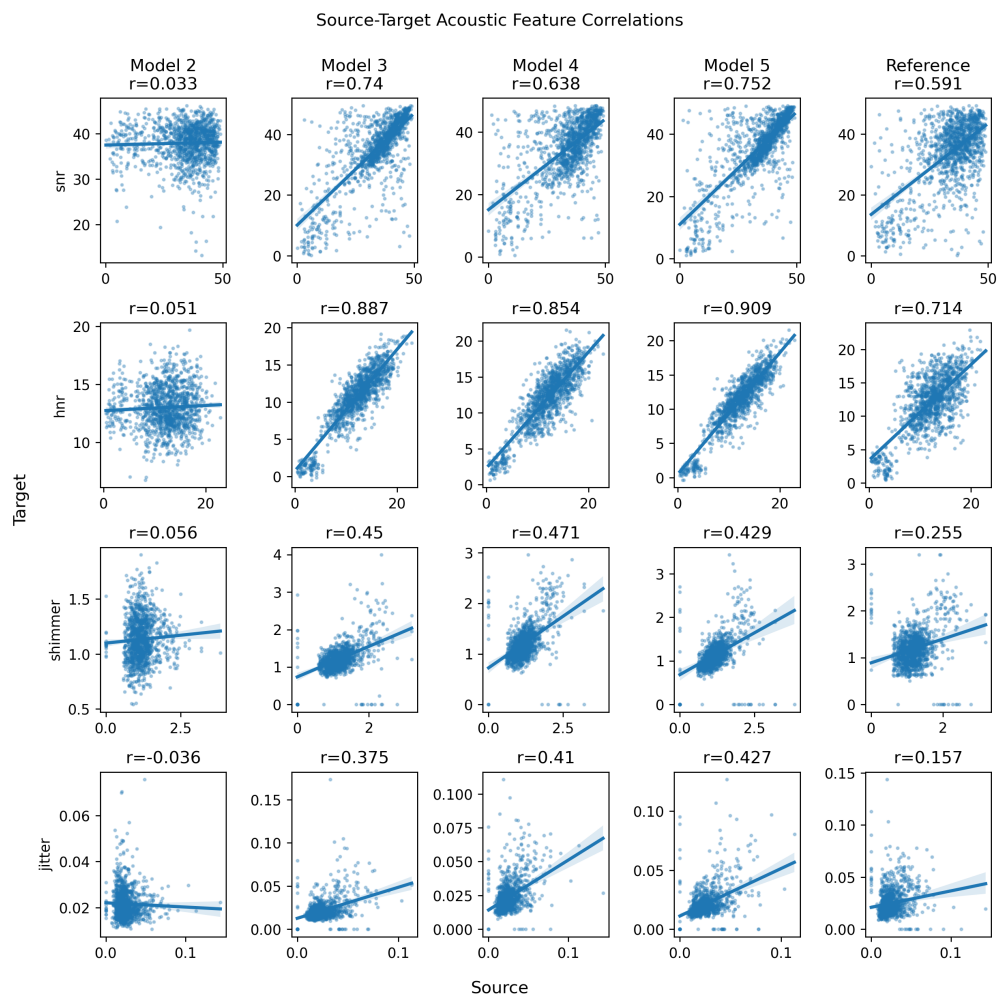 Source-Target Acoustic Feature Correlations
Model 2 Model 3 Model 4 Model 5 Reference
r=0.033 r=0.74 r=0.638 r=0.752 r=0.591
snr
40 30 20
0 50
40 20 0
0 50
40 20 0
0 50
40 20 0
0 50
40 20 0
0 50
r=0.051 r=0.887 r=0.854 r=0.909 r=0.714
hnr
20 15 10
0 20
20 15 10 5 0
0 20
20 15 10 5 0
0 20
20 15 10 5 0
0 20
20 15 10 5 0
0 20
Target
r=0.056 r=0.45 r=0.471 r=0.429 r=0.255
shimmer
1.5 1.0 0.5
0.0 2.5
4 3 2 1 0
0 2
3 2 1 0
0.0 2.5
3 2 1 0
0.0 2.5
3 2 1 0
0 2
r=-0.036 r=0.375 r=0.41 r=0.427 r=0.157
jitter
0.06 0.04 0.02
0.0 0.1
0.15 0.10 0.05 0.00
0.0 0.1
0.100 0.075 0.050 0.025 0.000
0.0 0.1
0.10 0.05 0.00
0.0 0.1
0.15 0.10 0.05 0.00
0.0 0.1
Source